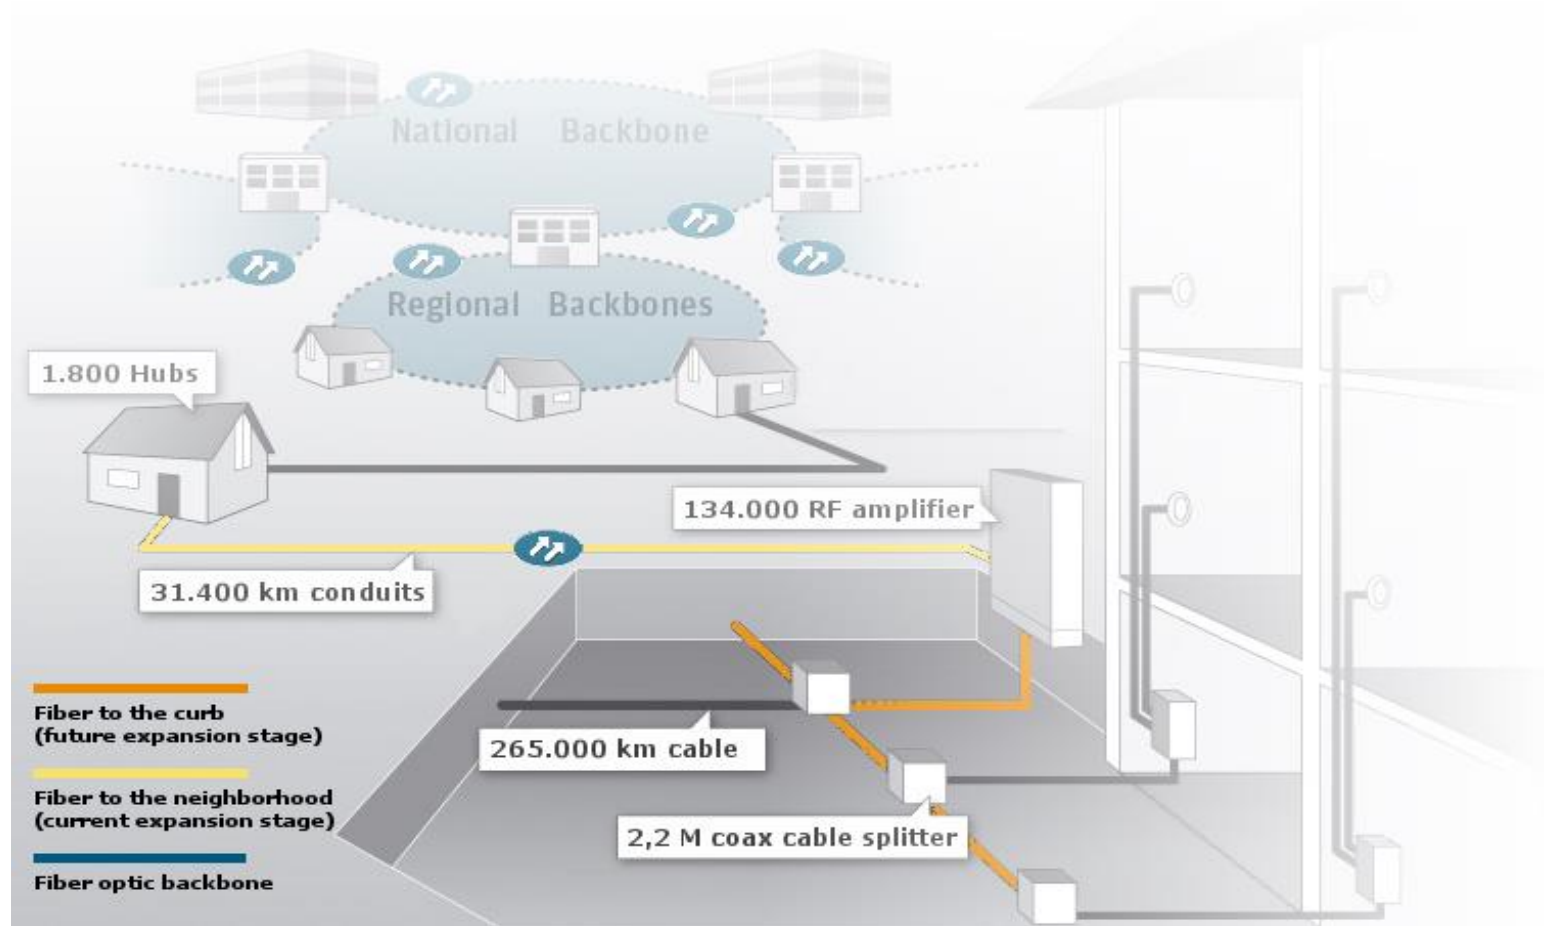 National Backbone
Regional Backbones
1.800 Hubs
134.000 RF amplifier
31.400 km conduits
265.000 km cable
2,2 M coax cable splitter
Fiber to the curb
(future expansion stage)
Fiber to the neighborhood
(current expansion stage)
Fiber optic backbone